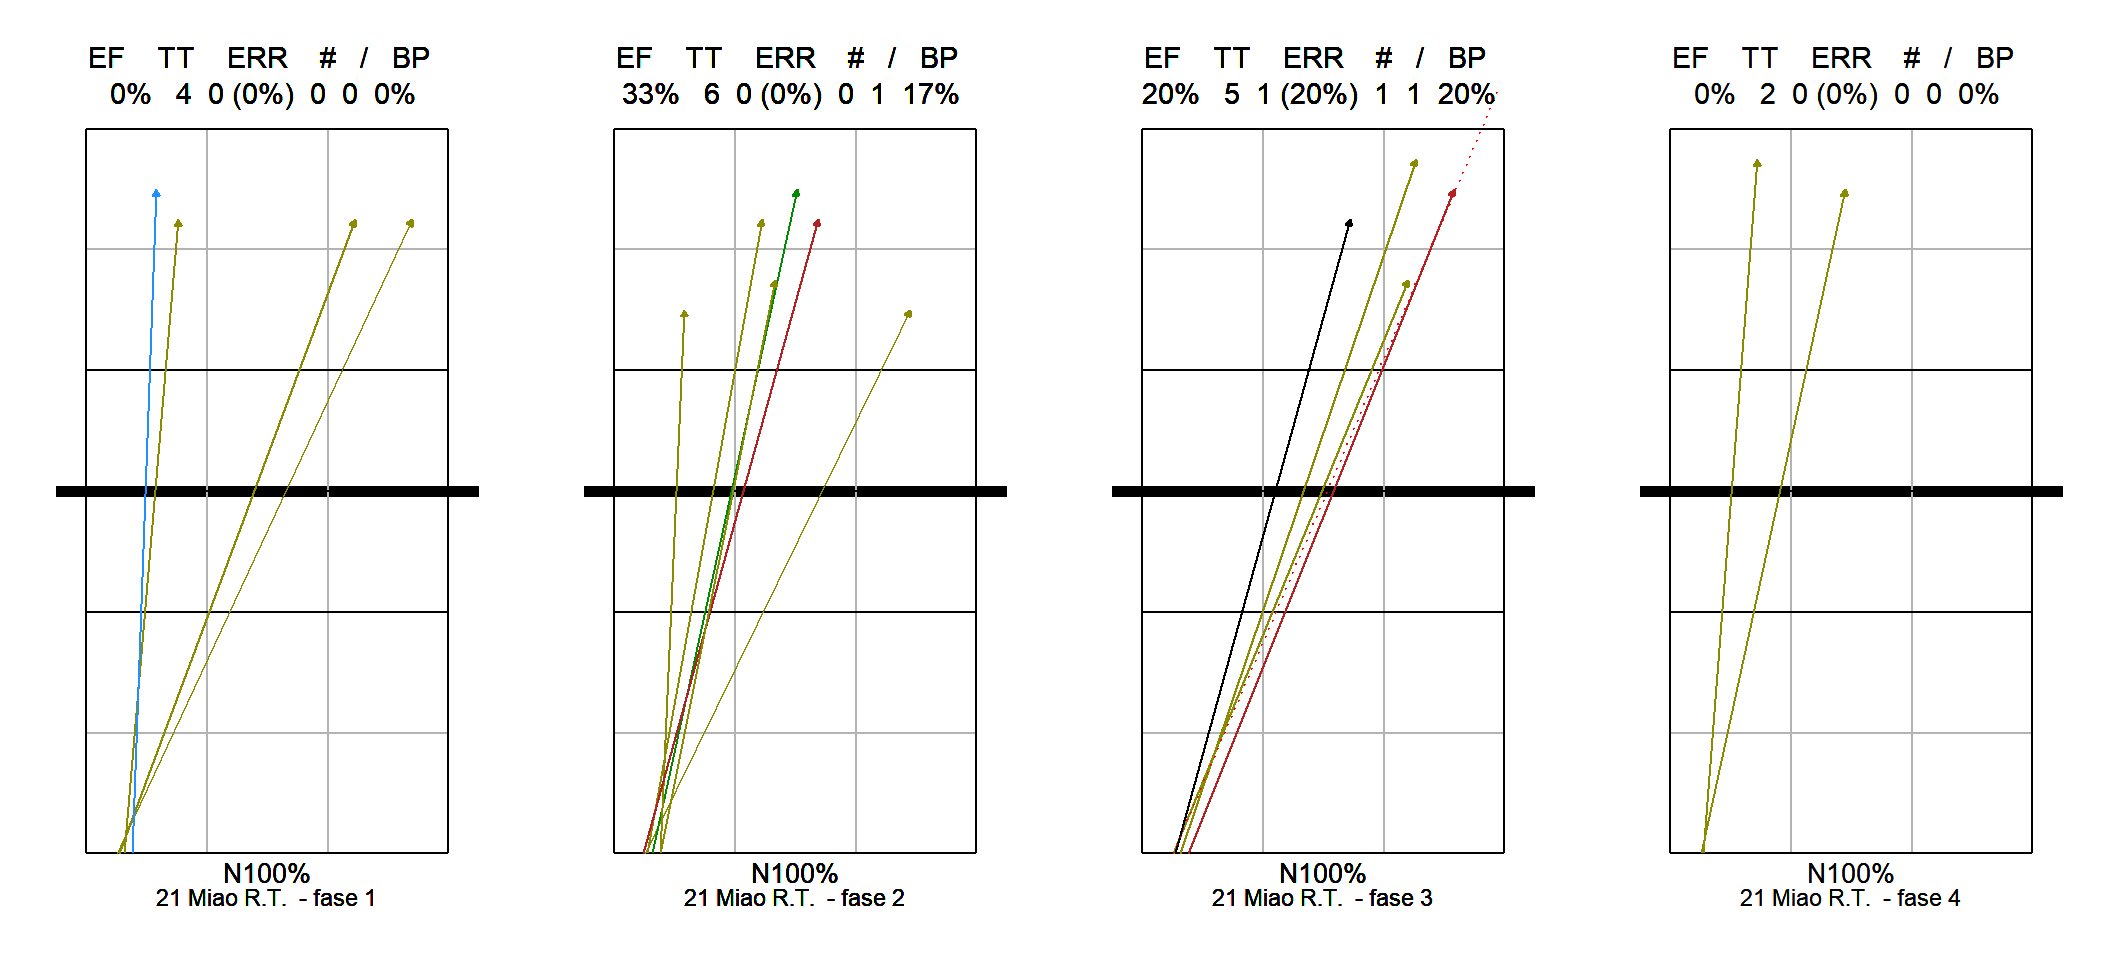 EF TT ERR # / BP
0% 4 0 (0%) 0 0 0%
N100%
21 Miao R.T. - fase 1
EF TT ERR # / BP
33% 6 0 (0%) 0 1 17%
N100%
21 Miao R.T. - fase 2
EF TT ERR # / BP
20% 5 1 (20%) 1 1 20%
N100%
21 Miao R.T. - fase 3
EF TT ERR # / BP
0% 2 0 (0%) 0 0 0%
N100%
21 Miao R.T. - fase 4